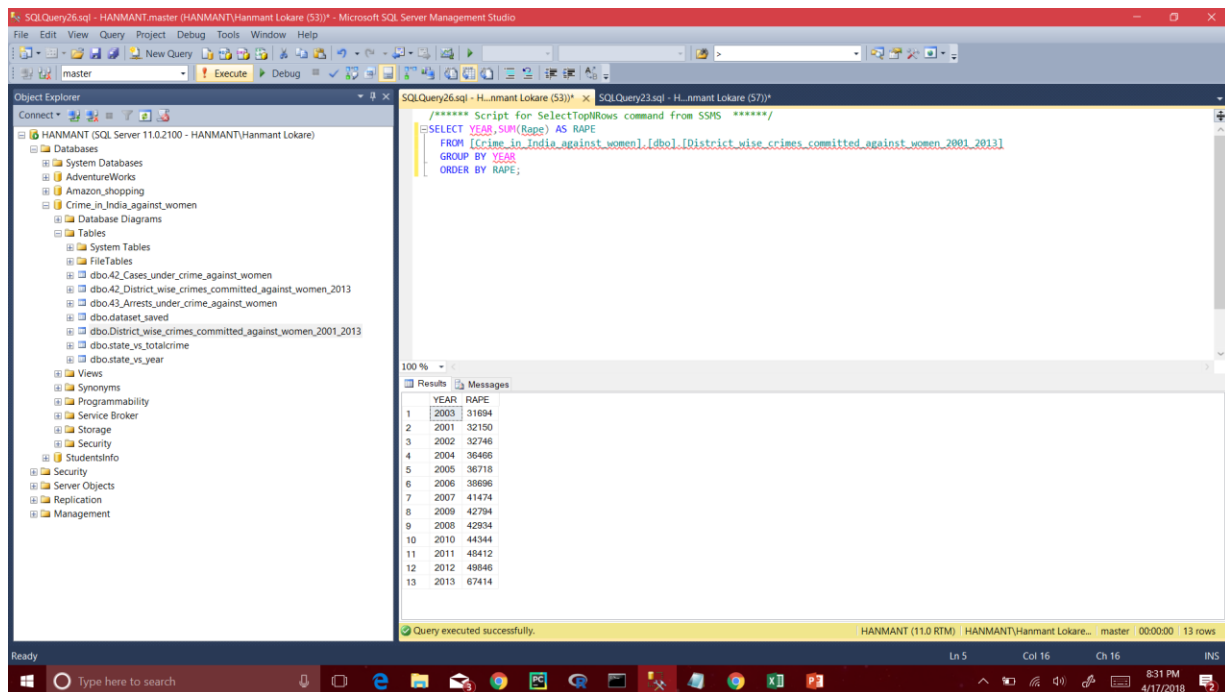 SQLQuery26.sql - HANMANT.master (HANMANT\Hanmant Lokare (53))* - Microsoft SQL Server Management Studio
File Edit View Query Project Debug Tools Window Help
New Query >
master Execute Debug
Object Explorer
Connect
HANMANT (SQL Server 11.0.2100 - HANMANT\Hanmant Lokare)
Databases
System Databases
AdventureWorks
Amazon_shopping
Crime_in_India_against_women
Database Diagrams
Tables
System Tables
FileTables
dbo.42_Cases_under_crime_against_women
dbo.42_District_wise_crimes_committed_against_women_2013
dbo.43_Arrests_under_crime_against_women
dbo.dataset_saved
dbo.District_wise_crimes_committed_against_women_2001_2013
dbo.state_vs_totalcrime
dbo.state_vs_year
Views
Synonyms
Programmability
Service Broker
Storage
Security
StudentsInfo
Security
Server Objects
Replication
Management
SQLQuery26.sql - H...nmant Lokare (53))* SQLQuery23.sql - H...nmant Lokare (57))*
/****** Script for SelectTopNRows command from SSMS ******/
SELECT YEAR,SUM(Rape) AS RAPE
FROM [Crime_in_India_against_women].[dbo].[District_wise_crimes_committed_against_women_2001_2013]
GROUP BY YEAR
ORDER BY RAPE;
100 %
Results Messages
YEAR RAPE
1 2003 31694
2 2001 32150
3 2002 32746
4 2004 36466
5 2005 36718
6 2006 38696
7 2007 41474
8 2009 42794
9 2008 42934
10 2010 44344
11 2011 48412
12 2012 49846
13 2013 67414
Query executed successfully. HANMANT (11.0 RTM) HANMANT\Hanmant Lokare... master 00:00:00 13 rows
Ready Ln 5 Col 16 Ch 16 INS
Type here to search 8:31 PM
4/17/2018